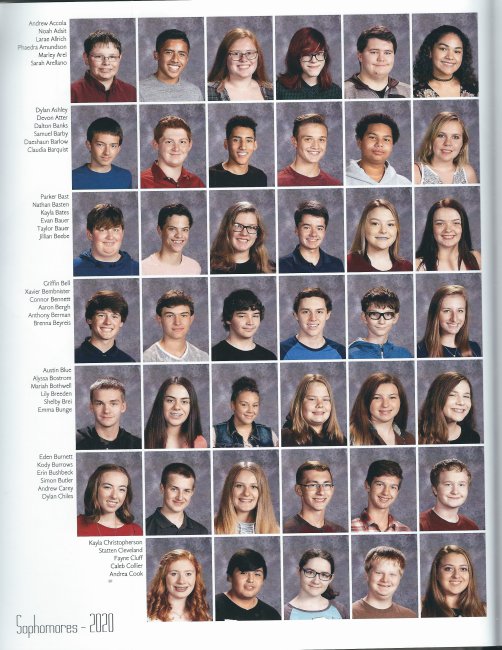 Andrew Accola
Noah Adsit
Larae Allrich
Phaedra Amundson
Marley Arel
Sarah Arellano
Dylan Ashley
Devon Atter
Dalton Banks
Samuel Barby
Daeshaun Barlow
Claudia Barquist
Parker Bast
Nathan Basten
Kayla Bates
Evan Bauer
Taylor Bauer
Jillian Beebe
Griffin Bell
Xavier Bembnister
Connor Bennett
Aaron Bergh
Anthony Berman
Brenna Beyreis
Austin Blue
Alyssa Bostrom
Mariah Bothwell
Lily Breeden
Shelby Brei
Emma Bunge
Eden Burnett
Kody Burrows
Erin Bushbeck
Simon Butler
Andrew Carey
Dylan Chiles
Kayla Christopherson
Statten Cleveland
Fayne Cluff
Caleb Collier
Andrea Cook
Sophomores - 2020